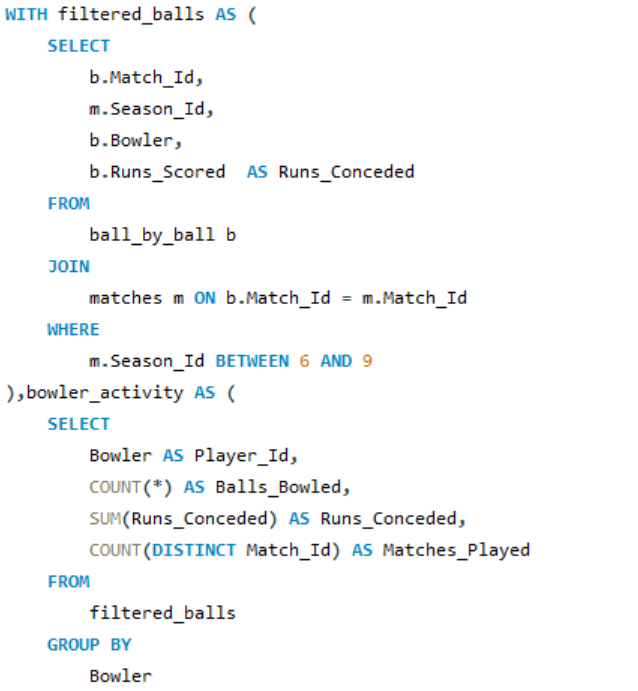 WITH filtered_balls AS (
    SELECT
        b.Match_Id,
        m.Season_Id,
        b.Bowler,
        b.Runs_Scored  AS Runs_Conceded
    FROM
        ball_by_ball b
    JOIN
        matches m ON b.Match_Id = m.Match_Id
    WHERE
        m.Season_Id BETWEEN 6 AND 9
),bowler_activity AS (
    SELECT
        Bowler AS Player_Id,
        COUNT(*) AS Balls_Bowled,
        SUM(Runs_Conceded) AS Runs_Conceded,
        COUNT(DISTINCT Match_Id) AS Matches_Played
    FROM
        filtered_balls
    GROUP BY
        Bowler